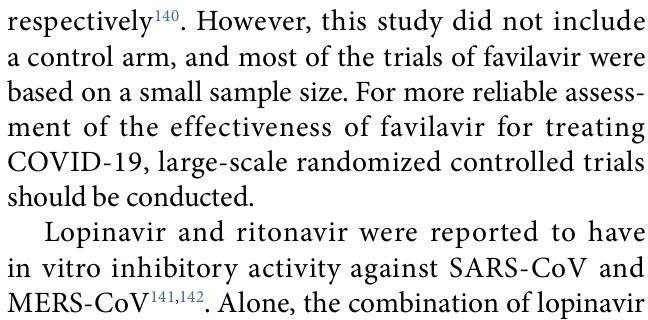 respectively140. However, this study did not include
a control arm, and most of the trials of favilavir were
based on a small sample size. For more reliable assess-
ment of the effectiveness of favilavir for treating
COVID-19, large-scale randomized controlled trials
should be conducted.
Lopinavir and ritonavir were reported to have
in vitro inhibitory activity against SARS-CoV and
MERS-CoV141,142. Alone, the combination of lopinavir